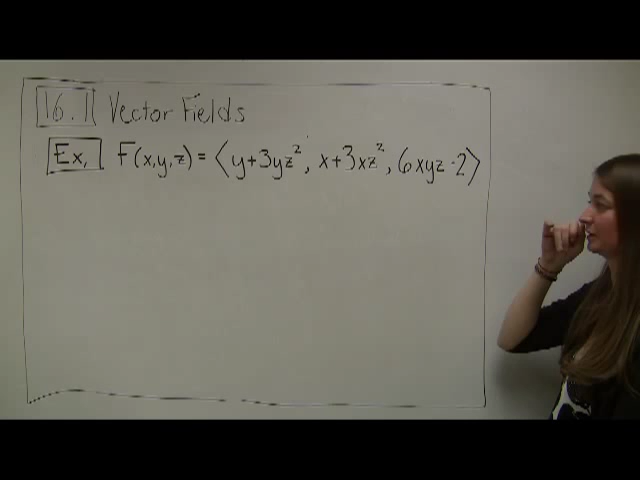 16.1 Vector Fields
Ex. F(x,y,z) = ⟨y+3yz², x+3xz², 6xyz-2⟩